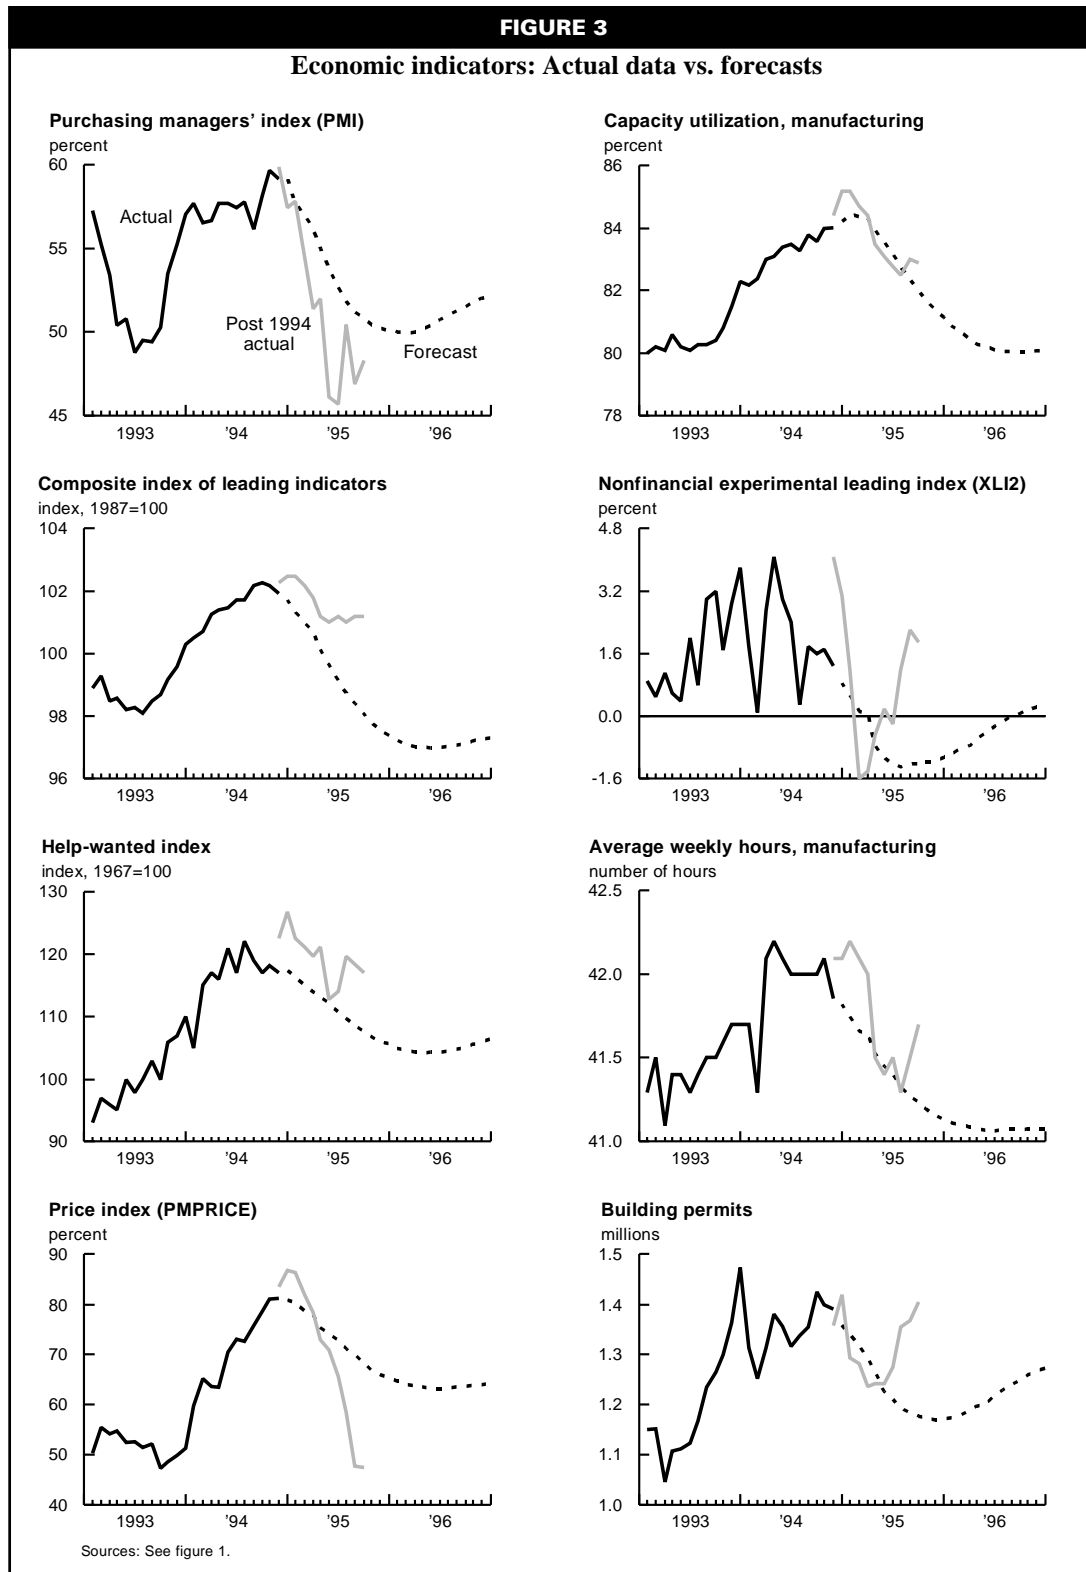 FIGURE 3
Economic indicators: Actual data vs. forecasts
Purchasing managers’ index (PMI)
percent
60
55
50
45
Actual
Post 1994
actual
Forecast
1993 ’94 ’95 ’96
Capacity utilization, manufacturing
percent
86
84
82
80
78
1993 ’94 ’95 ’96
Composite index of leading indicators
index, 1987=100
104
102
100
98
96
1993 ’94 ’95 ’96
Nonfinancial experimental leading index (XLI2)
percent
4.8
3.2
1.6
0.0
-1.6
1993 ’94 ’95 ’96
Help-wanted index
index, 1967=100
130
120
110
100
90
1993 ’94 ’95 ’96
Average weekly hours, manufacturing
number of hours
42.5
42.0
41.5
41.0
1993 ’94 ’95 ’96
Price index (PMPRICE)
percent
90
80
70
60
50
40
1993 ’94 ’95 ’96
Building permits
millions
1.5
1.4
1.3
1.2
1.1
1.0
1993 ’94 ’95 ’96
Sources: See figure 1.